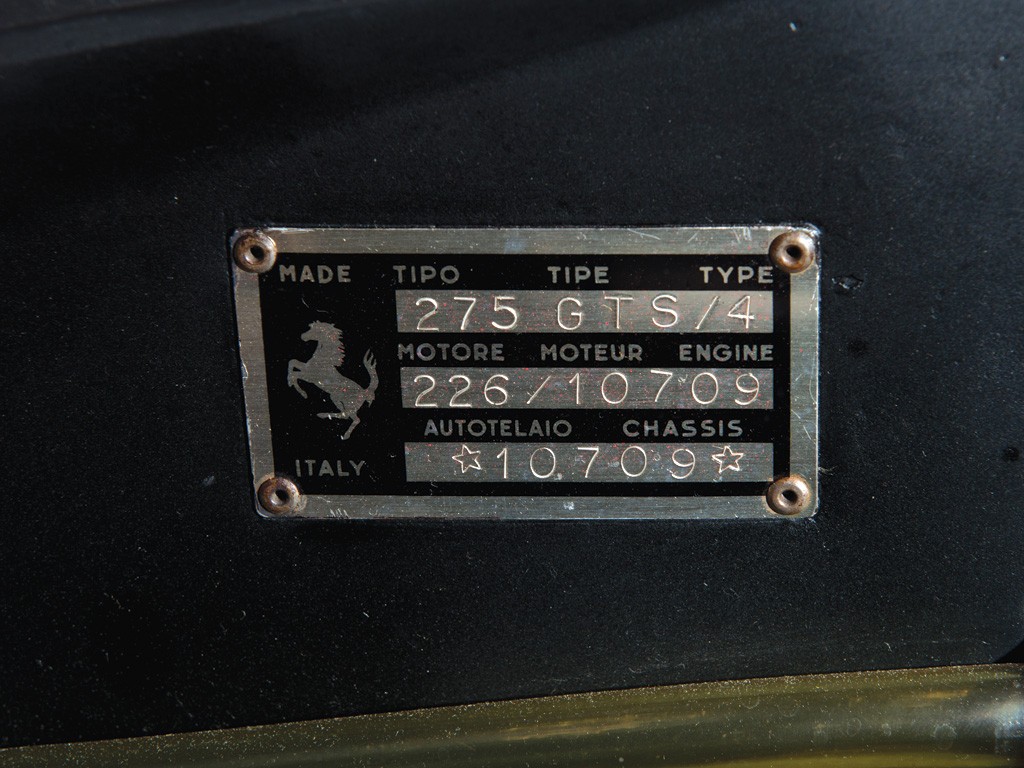 MADE TIPO TIPE TYPE
275 GTS/4
MOTORE MOTEUR ENGINE
226/10709
AUTOTELAIO CHASSIS
ITALY ☆10709☆